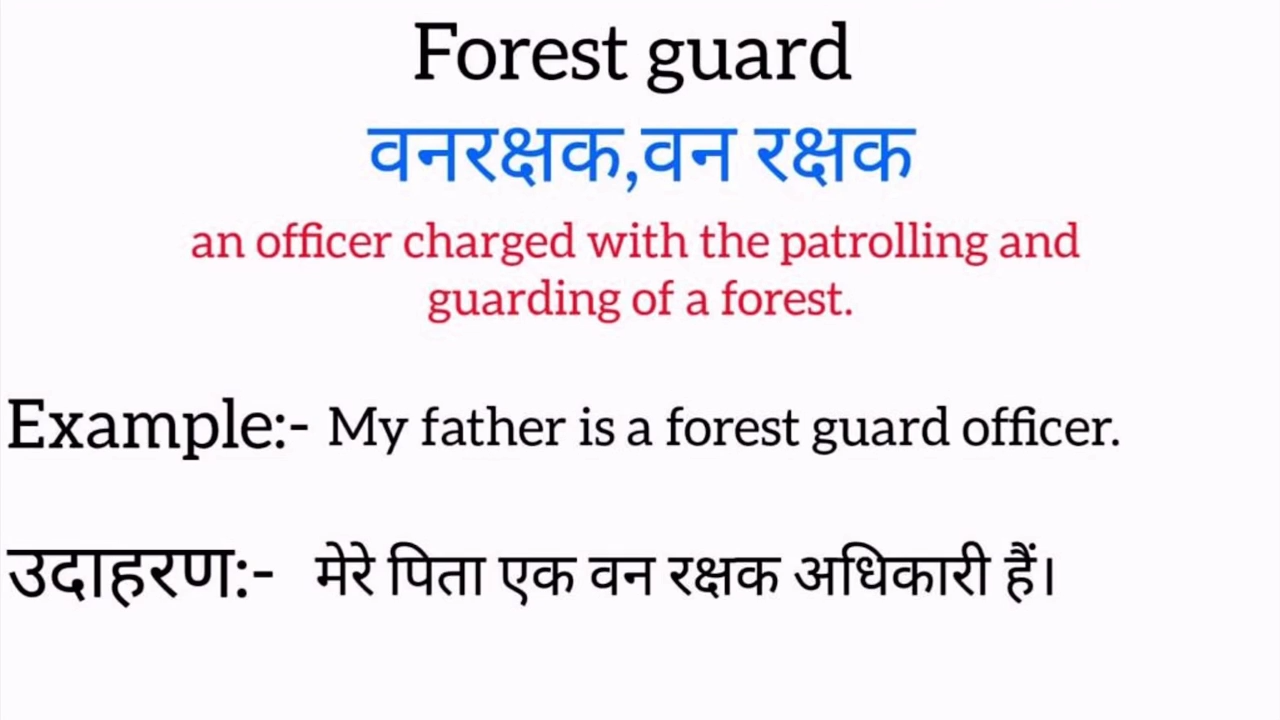 Forest guard
वनरक्षक,वन रक्षक
an officer charged with the patrolling and
guarding of a forest.
Example:- My father is a forest guard officer.
उदाहरण:- मेरे पिता एक वन रक्षक अधिकारी हैं।